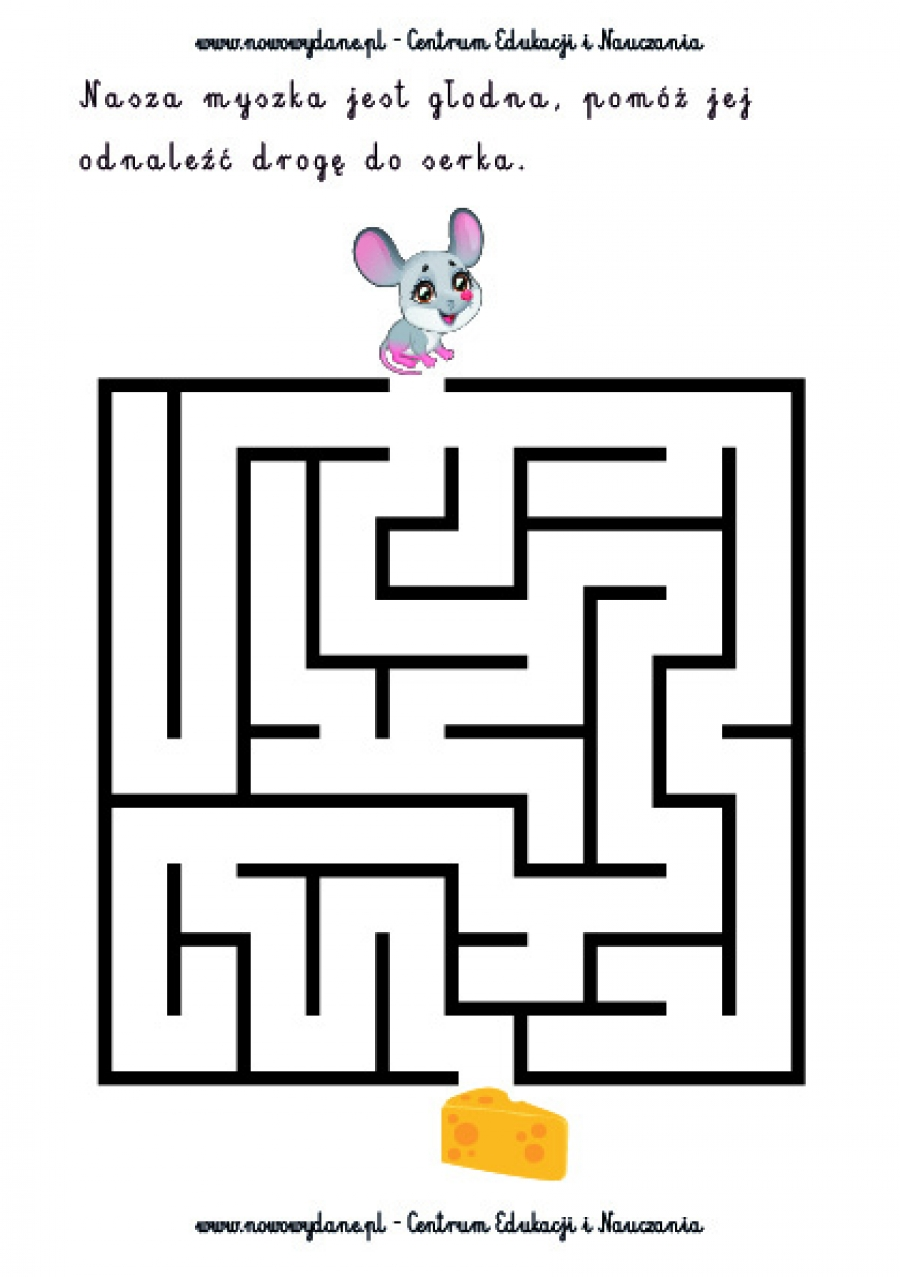 www.nowowydane.pl - Centrum Edukacji i Nauczania
Nasza myszka jest głodna, pomóż jej
odnaleźć drogę do serka.
www.nowowydane.pl - Centrum Edukacji i Nauczania